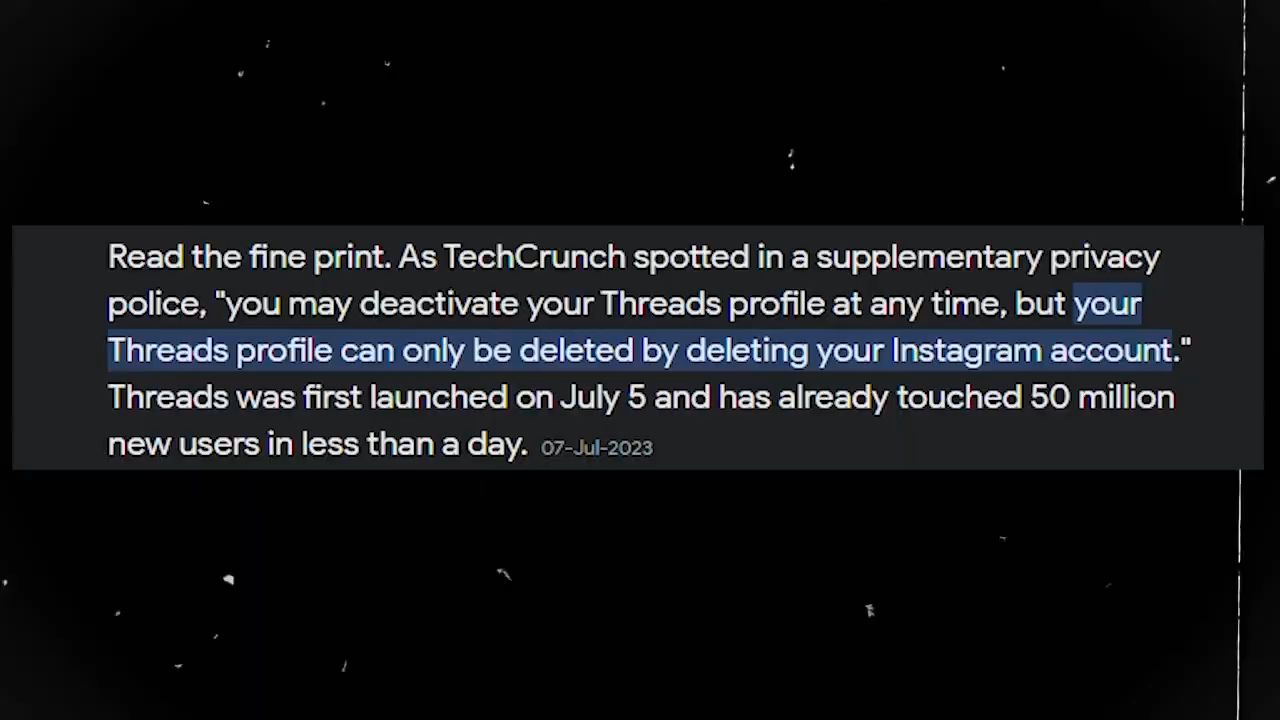 Read the fine print. As TechCrunch spotted in a supplementary privacy
police, "you may deactivate your Threads profile at any time, but your
Threads profile can only be deleted by deleting your Instagram account."
Threads was first launched on July 5 and has already touched 50 million
new users in less than a day. 07-Jul-2023